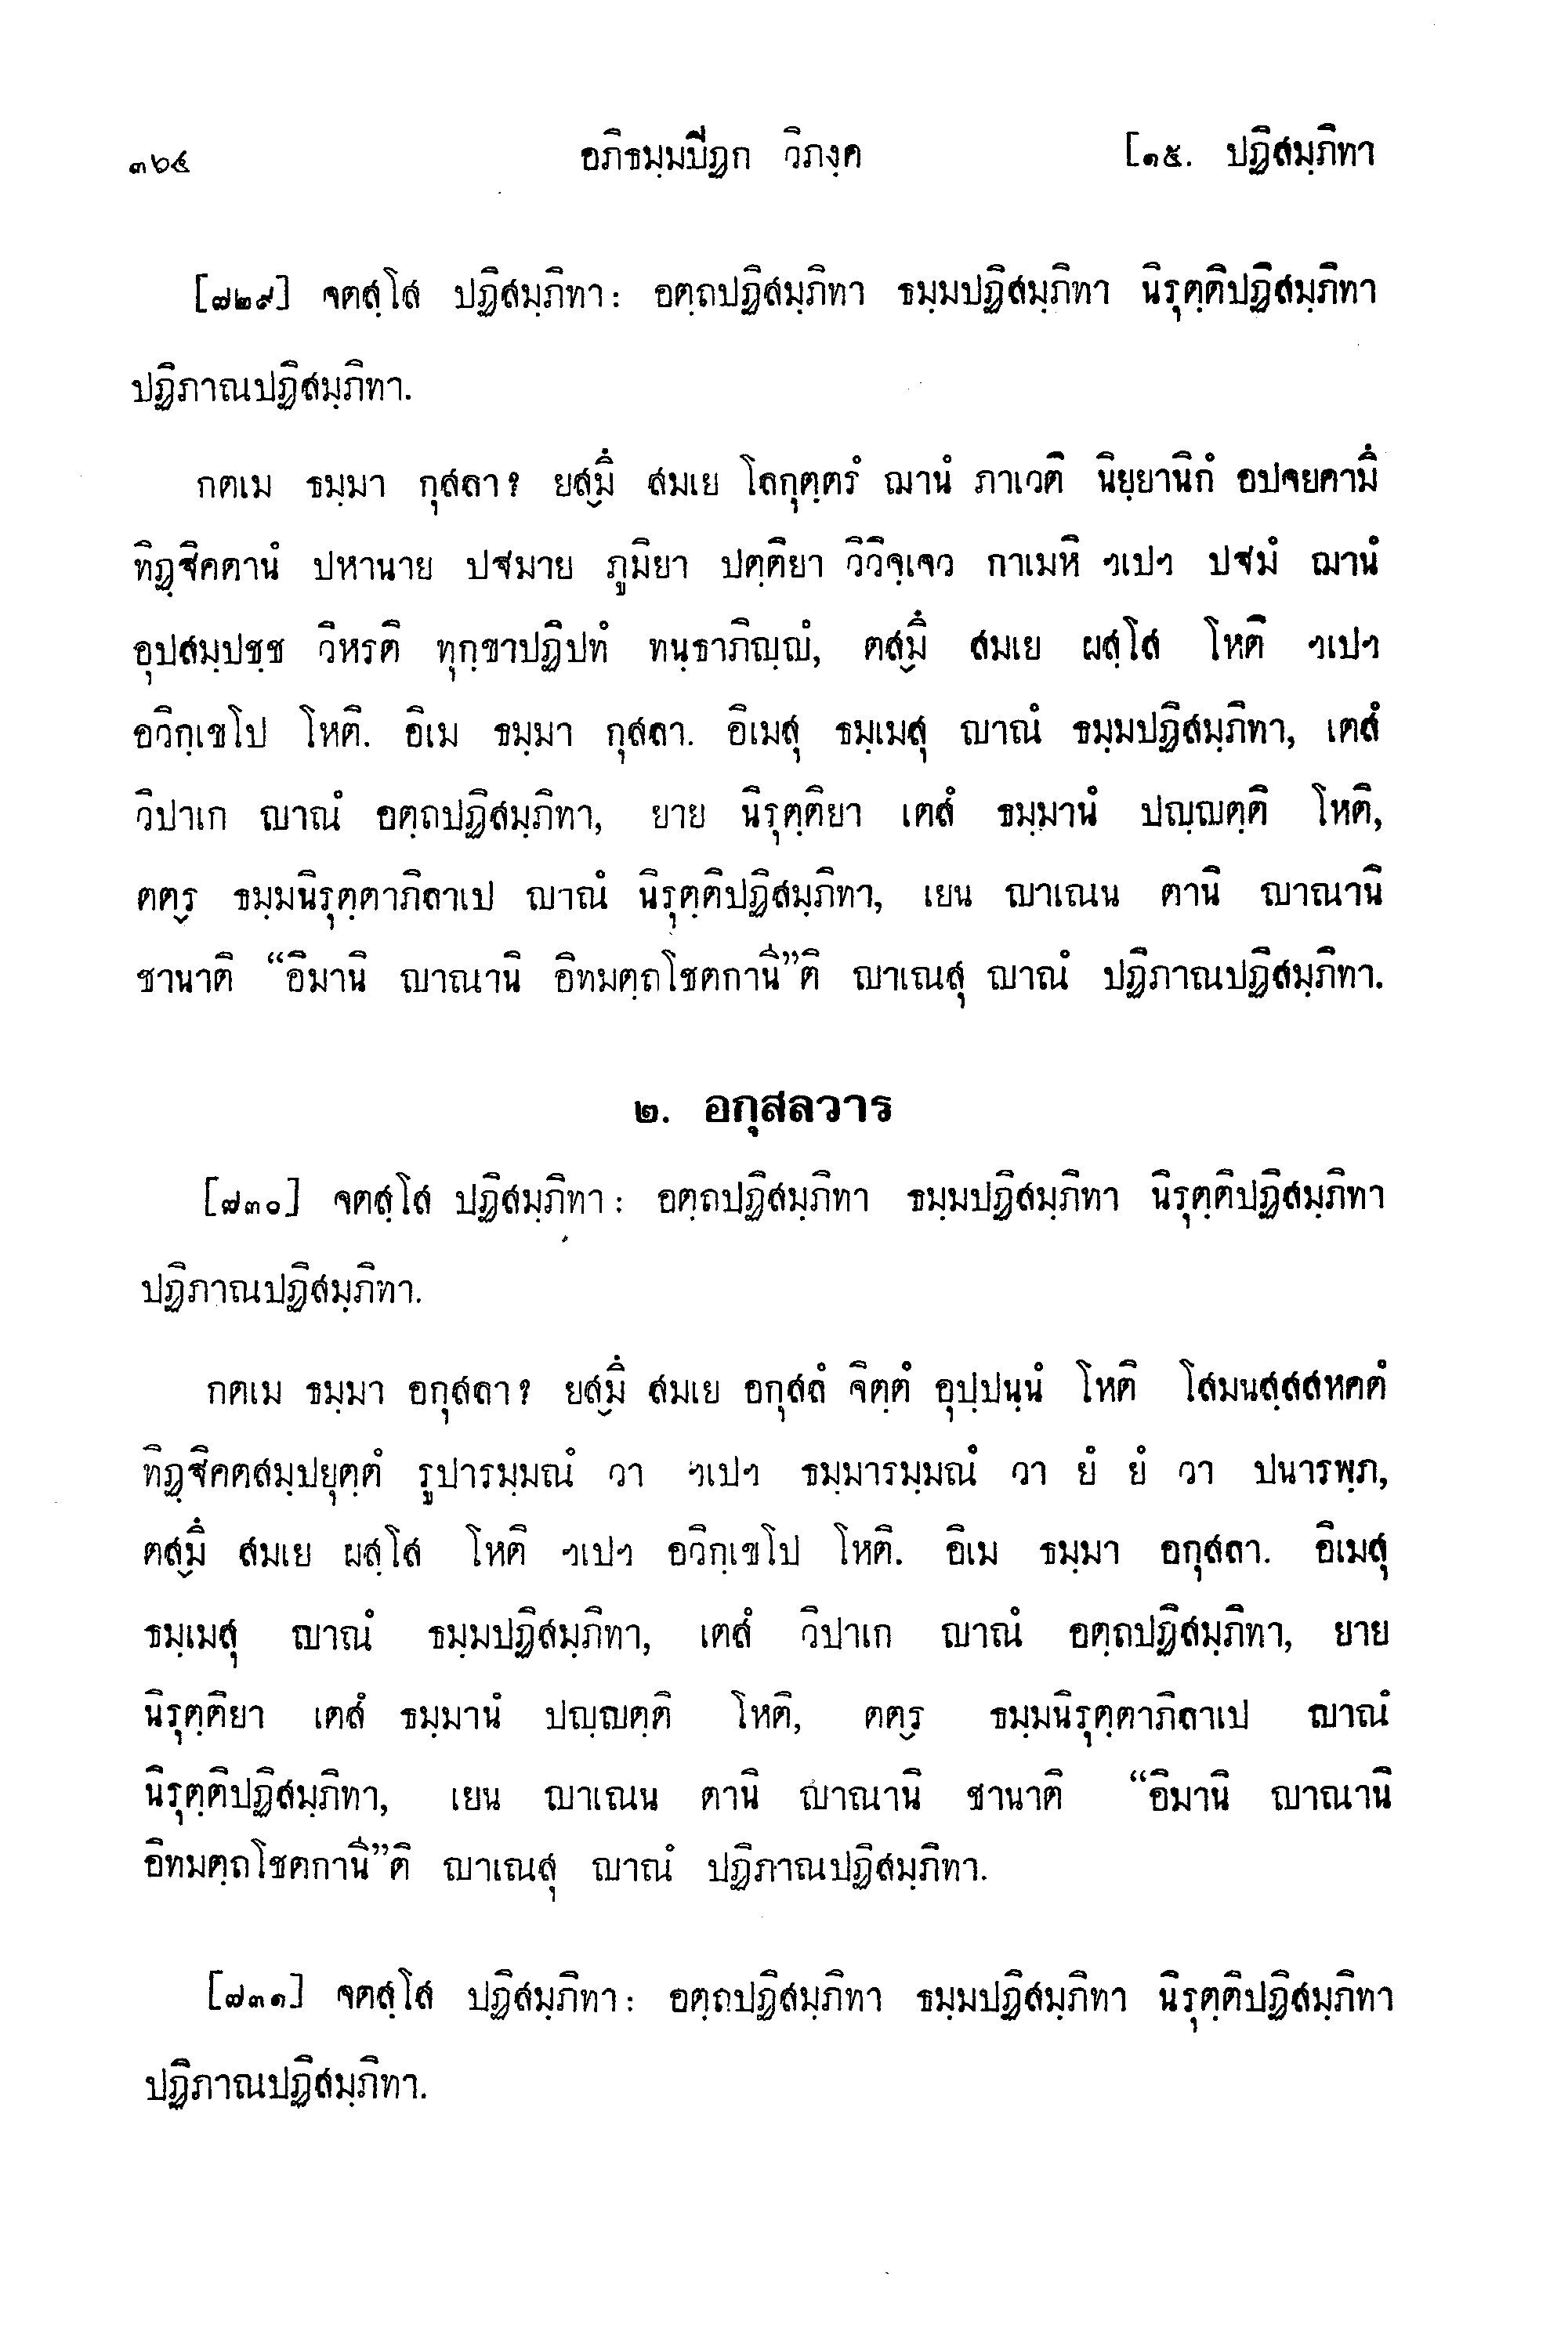 ๓๖๔ อภิธมฺมปีฏก วิภงฺค [๑๕. ปฏิสมฺภิทา
[๗๒๙] จตสฺโส ปฏิสมฺภิทา : อตฺถปฏิสมฺภิทา ธมฺมปฏิสมฺภิทา นิรุตฺติปฏิสมฺภิทา
ปฏิภาณปฏิสมฺภิทา.
กตเม ธมฺมา กุสลา? ยสฺมิํ สมเย โลกุตฺตรํ ฌานํ ภาเวติ นิยฺยานิกํ อปจยคามิํ
ทิฏฺฐิคตานํ ปหานาย ปฐมาย ภูมิยา ปตฺติยา วิวิจฺเจว กาเมหิ ฯเปฯ ปฐมํ ฌานํ
อุปสมฺปชฺช วิหรติ ทุกฺขาปฏิปทํ ทนฺธาภิญฺญํ, ตสฺมิํ สมเย ผสฺโส โหติ ฯเปฯ
อวิกฺเขโป โหติ. อิเม ธมฺมา กุสลา. อิเมสุ ธมฺเมสุ ญาณํ ธมฺมปฏิสมฺภิทา, เตสํ
วิปาเก ญาณํ อตฺถปฏิสมฺภิทา, ยาย นิรุตฺติยา เตสํ ธมฺมานํ ปญฺญตฺติ โหติ,
ตตฺร ธมฺมนิรุตฺตาภิลาเป ญาณํ นิรุตฺติปฏิสมฺภิทา, เยน ญาเณน ตานิ ญาณานิ
ชานาติ “อิมานิ ญาณานิ อิทมตฺถโชตกานี”ติ ญาเณสุ ญาณํ ปฏิภาณปฏิสมฺภิทา.
๒. อกุสลวาร
[๗๓๐] จตสฺโส ปฏิสมฺภิทา : อตฺถปฏิสมฺภิทา ธมฺมปฏิสมฺภิทา นิรุตฺติปฏิสมฺภิทา
ปฏิภาณปฏิสมฺภิทา.
กตเม ธมฺมา อกุสลา? ยสฺมิํ สมเย อกุสลํ จิตฺตํ อุปฺปนฺนํ โหติ โสมนสฺสสหคตํ
ทิฏฺฐิคตสมฺปยุตฺตํ รูปารมฺมณํ วา ฯเปฯ ธมฺมารมฺมณํ วา ยํ ยํ วา ปนารพฺภ,
ตสฺมิํ สมเย ผสฺโส โหติ ฯเปฯ อวิกฺเขโป โหติ. อิเม ธมฺมา อกุสลา. อิเมสุ
ธมฺเมสุ ญาณํ ธมฺมปฏิสมฺภิทา, เตสํ วิปาเก ญาณํ อตฺถปฏิสมฺภิทา, ยาย
นิรุตฺติยา เตสํ ธมฺมานํ ปญฺญตฺติ โหติ, ตตฺร ธมฺมนิรุตฺตาภิลาเป ญาณํ
นิรุตฺติปฏิสมฺภิทา, เยน ญาเณน ตานิ ญาณานิ ชานาติ “อิมานิ ญาณานิ
อิทมตฺถโชตกานี”ติ ญาเณสุ ญาณํ ปฏิภาณปฏิสมฺภิทา.
[๗๓๑] จตสฺโส ปฏิสมฺภิทา : อตฺถปฏิสมฺภิทา ธมฺมปฏิสมฺภิทา นิรุตฺติปฏิสมฺภิทา
ปฏิภาณปฏิสมฺภิทา.